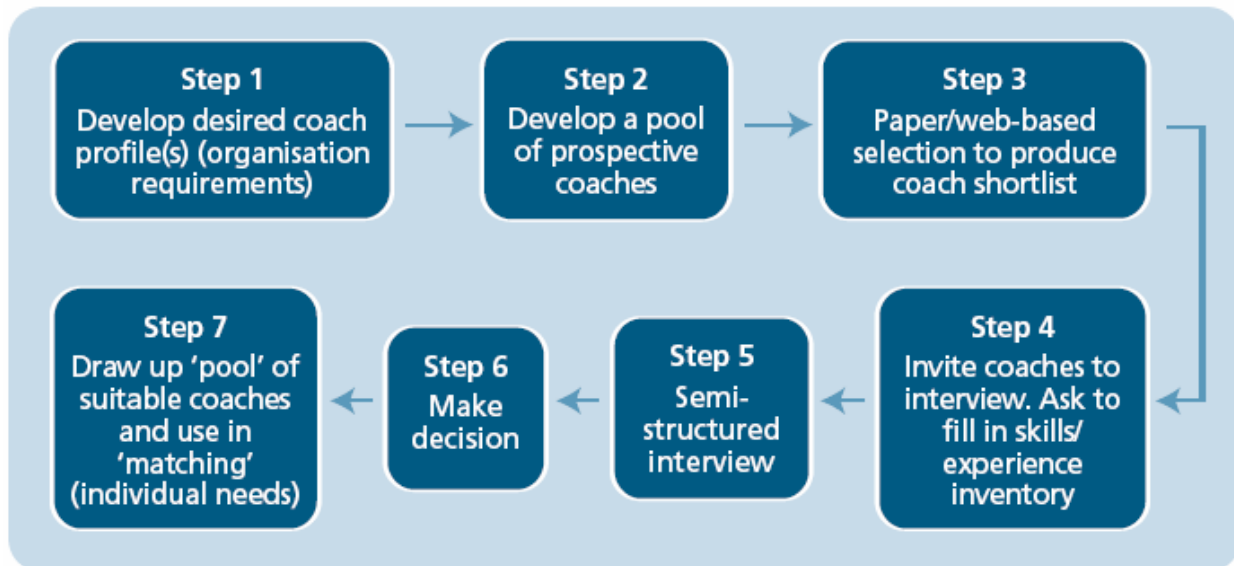 Step 1
Develop desired coach
profile(s) (organisation
requirements)
Step 2
Develop a pool
of prospective
coaches
Step 3
Paper/web-based
selection to produce
coach shortlist
Step 4
Invite coaches to
interview. Ask to
fill in skills/
experience
inventory
Step 5
Semi-
structured
interview
Step 6
Make
decision
Step 7
Draw up ‘pool’ of
suitable coaches
and use in
‘matching’
(individual needs)